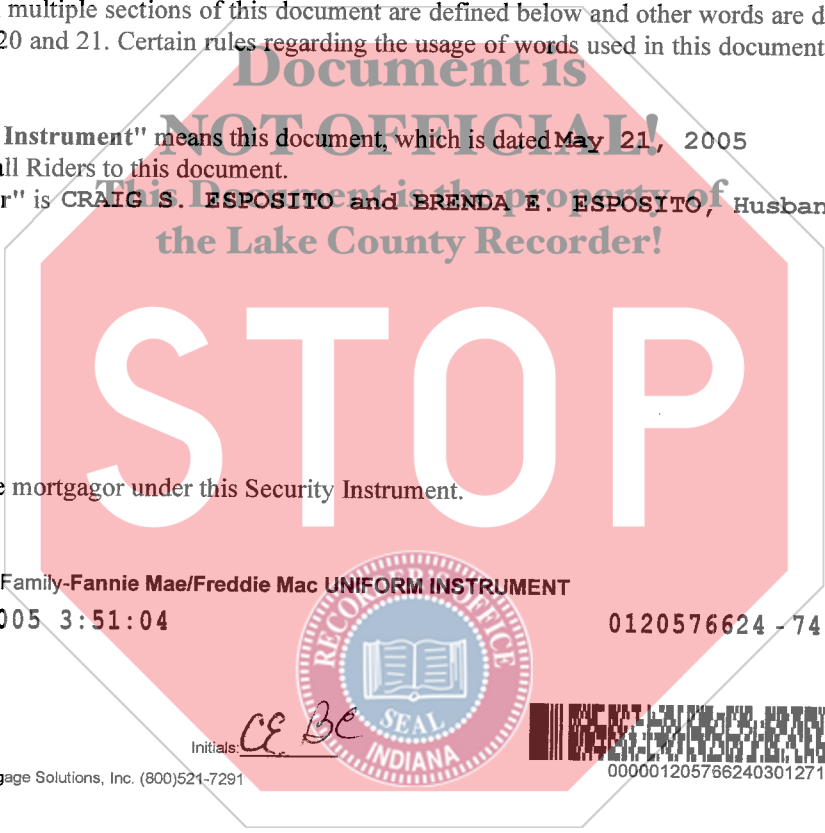 multiple sections of this document are defined below and other words are d
20 and 21. Certain rules regarding the usage of words used in this document
Document is
NOT OFFICIAL!
Instrument" means this document, which is dated May 21, 2005
all Riders to this document.
This Document is the property of
r" is CRAIG S. ESPOSITO and BRENDA E. ESPOSITO, Husban
the Lake County Recorder!
STOP
e mortgagor under this Security Instrument.
Family-Fannie Mae/Freddie Mac UNIFORM INSTRUMENT
005 3:51:04
0120576624 - 74
RECORDER'S OFFICE
SEAL
INDIANA
Initials: CE BE
gage Solutions, Inc. (800)521-7291
000001205766240301271